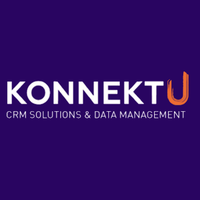 KONNEKTU
CRM SOLUTIONS & DATA MANAGEMENT